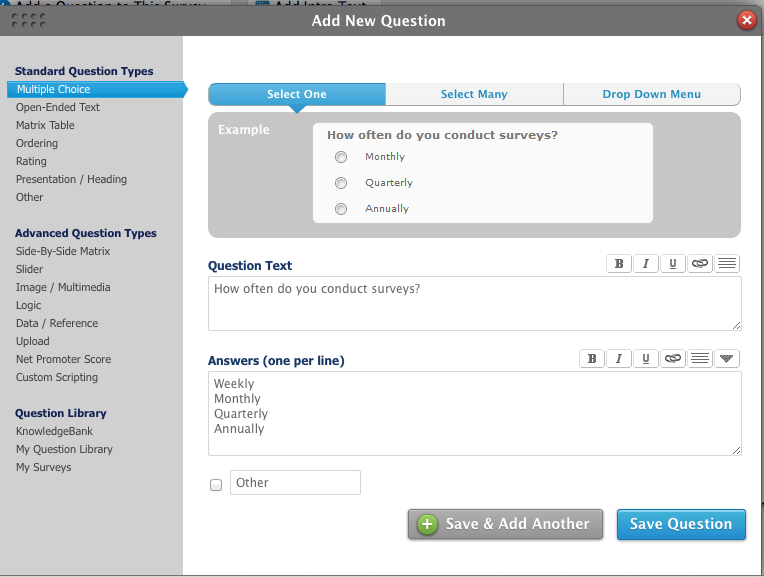 Add a Question to This Survey
Add Intro Text
Add New Question
Standard Question Types
Multiple Choice
Open-Ended Text
Matrix Table
Ordering
Rating
Presentation / Heading
Other
Advanced Question Types
Side-By-Side Matrix
Slider
Image / Multimedia
Logic
Data / Reference
Upload
Net Promoter Score
Custom Scripting
Question Library
KnowledgeBank
My Question Library
My Surveys
Select One
Select Many
Drop Down Menu
Example
How often do you conduct surveys?
Monthly
Quarterly
Annually
Question Text
B I U
How often do you conduct surveys?
Answers (one per line)
B I U
Weekly
Monthly
Quarterly
Annually
Other
Save & Add Another
Save Question